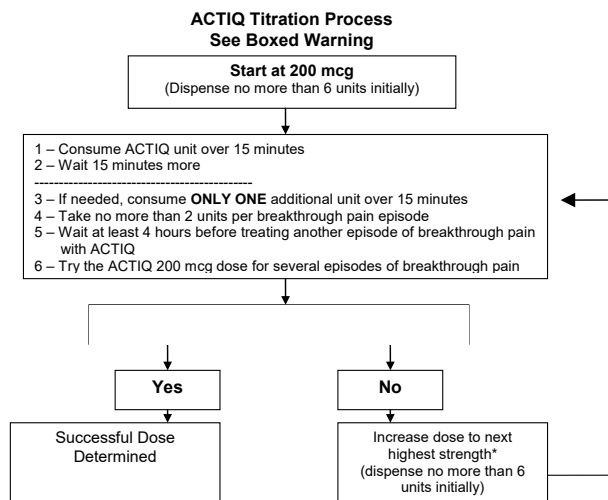 ACTIQ Titration Process
See Boxed Warning
Start at 200 mcg
(Dispense no more than 6 units initially)
1 – Consume ACTIQ unit over 15 minutes
2 – Wait 15 minutes more
---------------------------------------------
3 – If needed, consume ONLY ONE additional unit over 15 minutes
4 – Take no more than 2 units per breakthrough pain episode
5 – Wait at least 4 hours before treating another episode of breakthrough pain
with ACTIQ
6 – Try the ACTIQ 200 mcg dose for several episodes of breakthrough pain
Yes
No
Successful Dose
Determined
Increase dose to next
highest strength*
(dispense no more than 6
units initially)